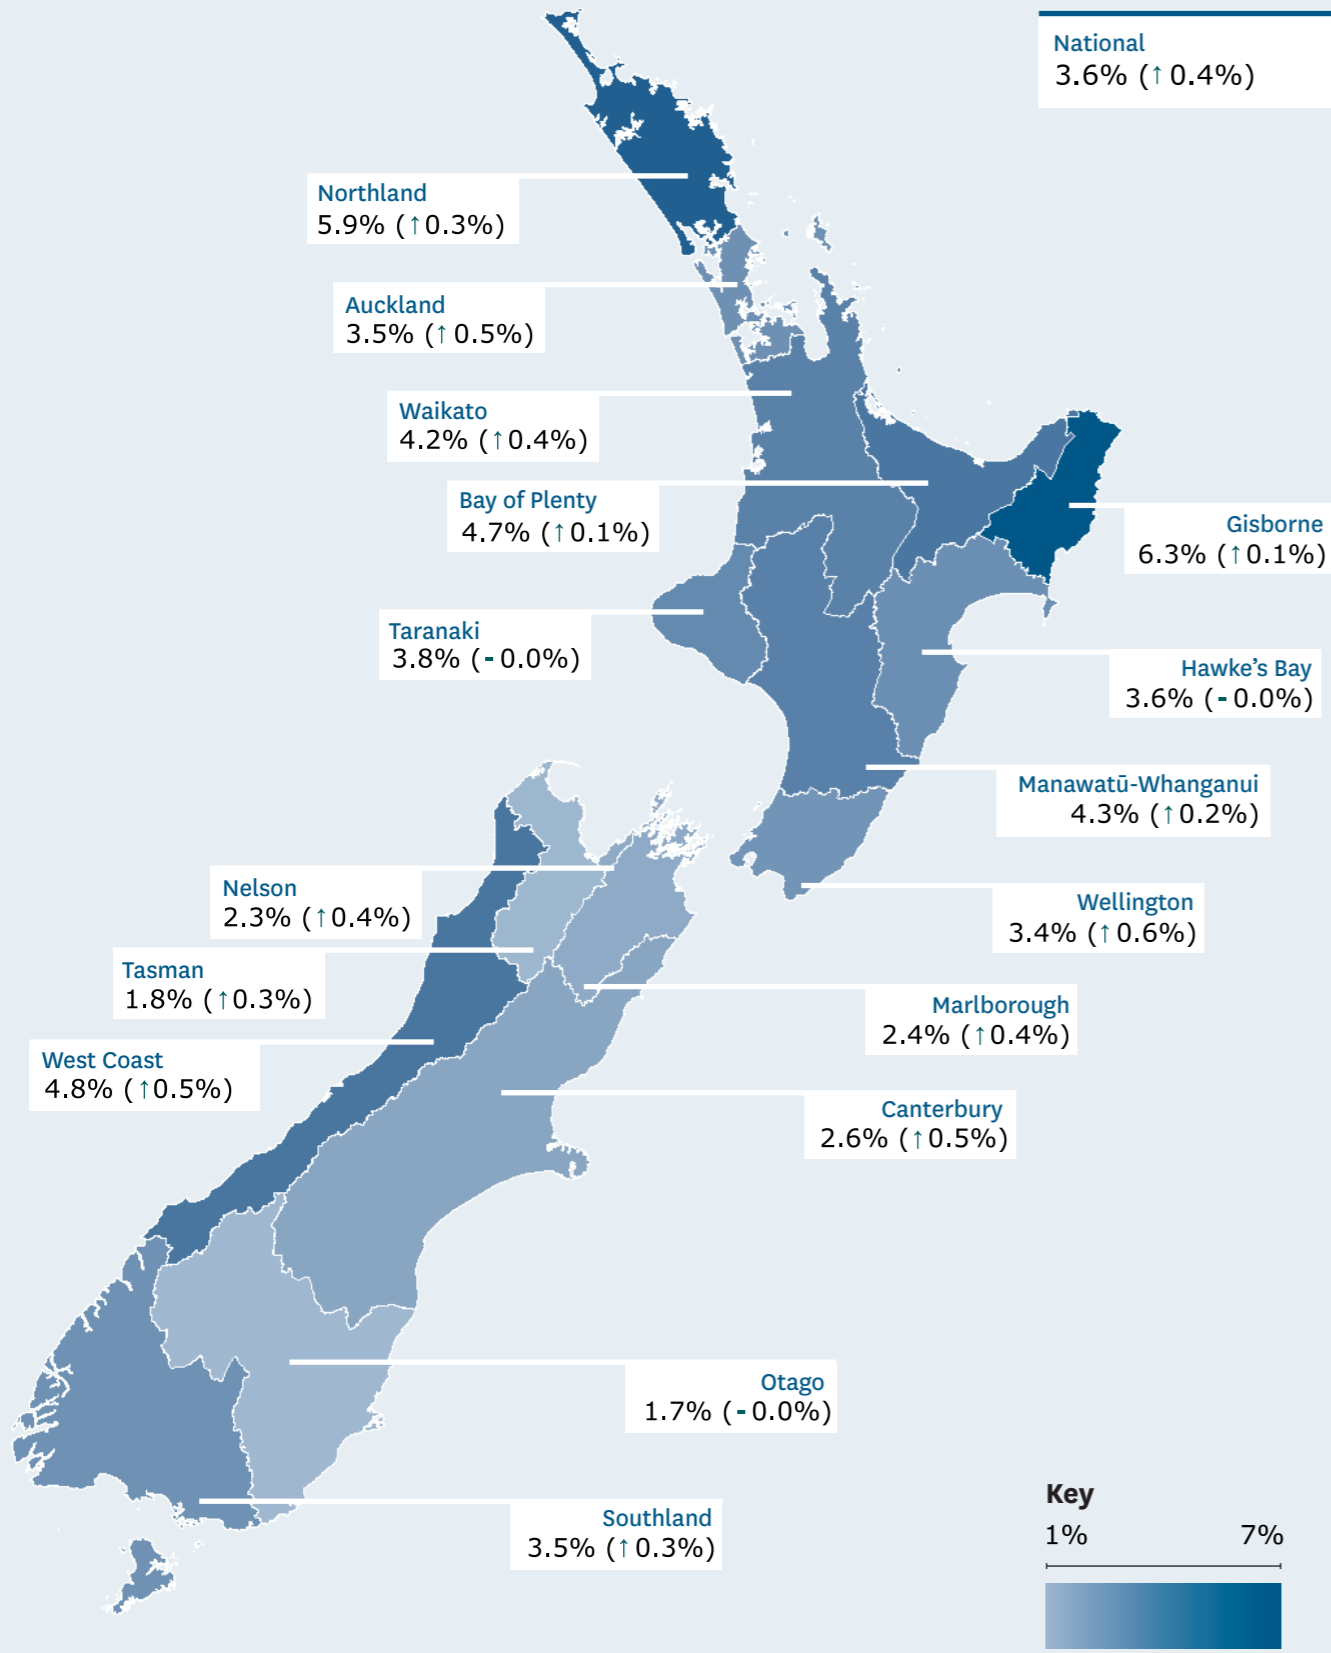 National
3.6% (↑ 0.4%)
Northland
5.9% (↑ 0.3%)
Auckland
3.5% (↑ 0.5%)
Waikato
4.2% (↑ 0.4%)
Bay of Plenty
4.7% (↑ 0.1%)
Gisborne
6.3% (↑ 0.1%)
Taranaki
3.8% (- 0.0%)
Hawke’s Bay
3.6% (- 0.0%)
Manawatū-Whanganui
4.3% (↑ 0.2%)
Nelson
2.3% (↑ 0.4%)
Wellington
3.4% (↑ 0.6%)
Tasman
1.8% (↑ 0.3%)
Marlborough
2.4% (↑ 0.4%)
West Coast
4.8% (↑ 0.5%)
Canterbury
2.6% (↑ 0.5%)
Otago
1.7% (- 0.0%)
Southland
3.5% (↑ 0.3%)
Key
1% 7%